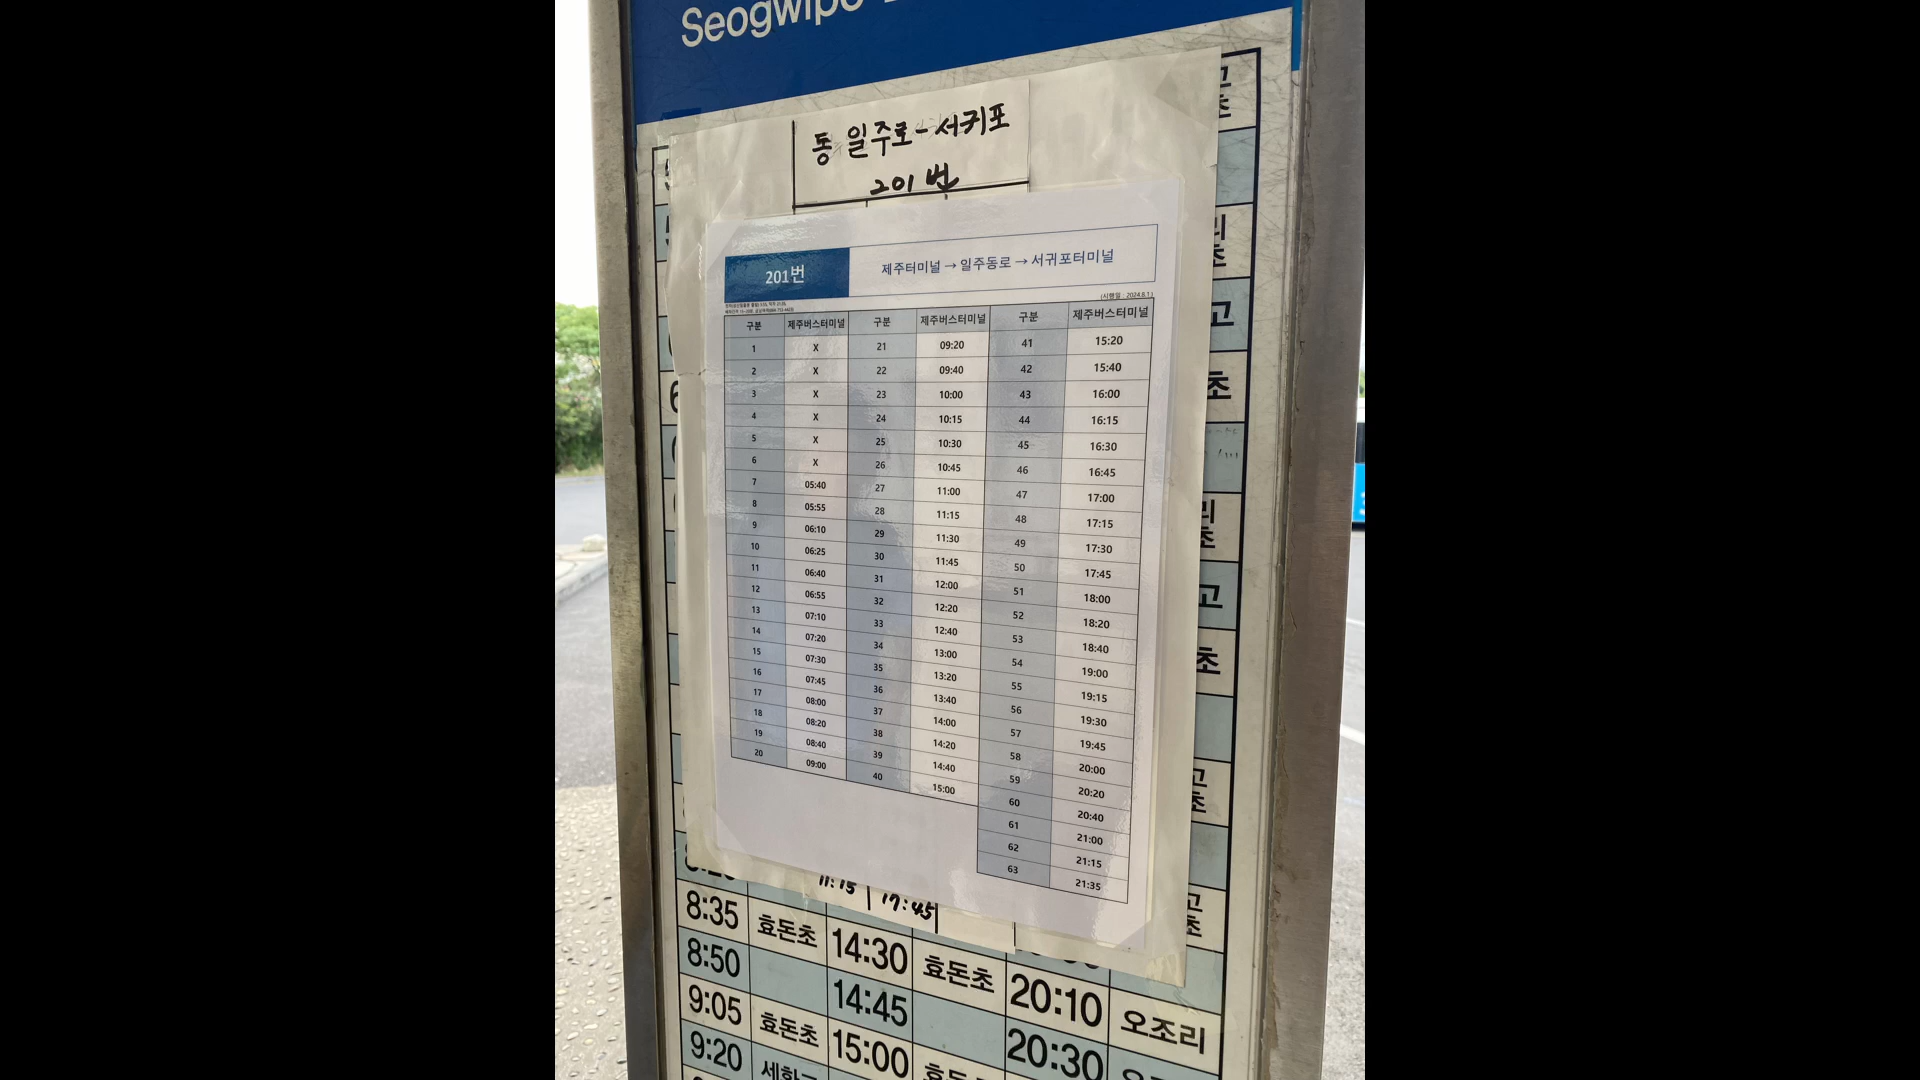 Seogwipo
동 일주로-서귀포
201번
201번 제주터미널 → 일주동로 → 서귀포터미널
(시행일 : 2024.8.1.)
구분 제주버스터미널 구분 제주버스터미널 구분 제주버스터미널
1 X 21 09:20 41 15:20
2 X 22 09:40 42 15:40
3 X 23 10:00 43 16:00
4 X 24 10:15 44 16:15
5 X 25 10:30 45 16:30
6 X 26 10:45 46 16:45
7 05:40 27 11:00 47 17:00
8 05:55 28 11:15 48 17:15
9 06:10 29 11:30 49 17:30
10 06:25 30 11:45 50 17:45
11 06:40 31 12:00 51 18:00
12 06:55 32 12:20 52 18:20
13 07:10 33 12:40 53 18:40
14 07:20 34 13:00 54 19:00
15 07:30 35 13:20 55 19:15
16 07:45 36 13:40 56 19:30
17 08:00 37 14:00 57 19:45
18 08:20 38 14:20 58 20:00
19 08:40 39 14:40 59 20:20
20 09:00 40 15:00 60 20:40
61 21:00
62 21:15
63 21:35
11:15 17:45
8:35 효돈초 14:30 효돈초 20:10 오조리
8:50 14:45 20:30
9:05 효돈초 15:00
9:20